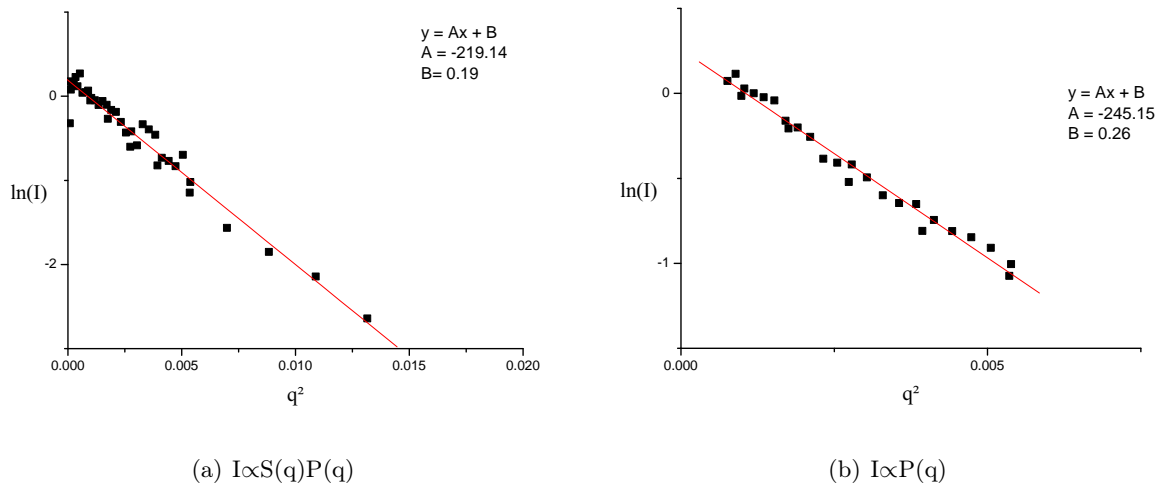 y = Ax + B
A = -219.14
B= 0.19
0
-2
ln(I)
0.000
0.005
0.010
0.015
0.020
q²
(a) I∝S(q)P(q)
y = Ax + B
A = -245.15
B = 0.26
0
-1
ln(I)
0.000
0.005
q²
(b) I∝P(q)